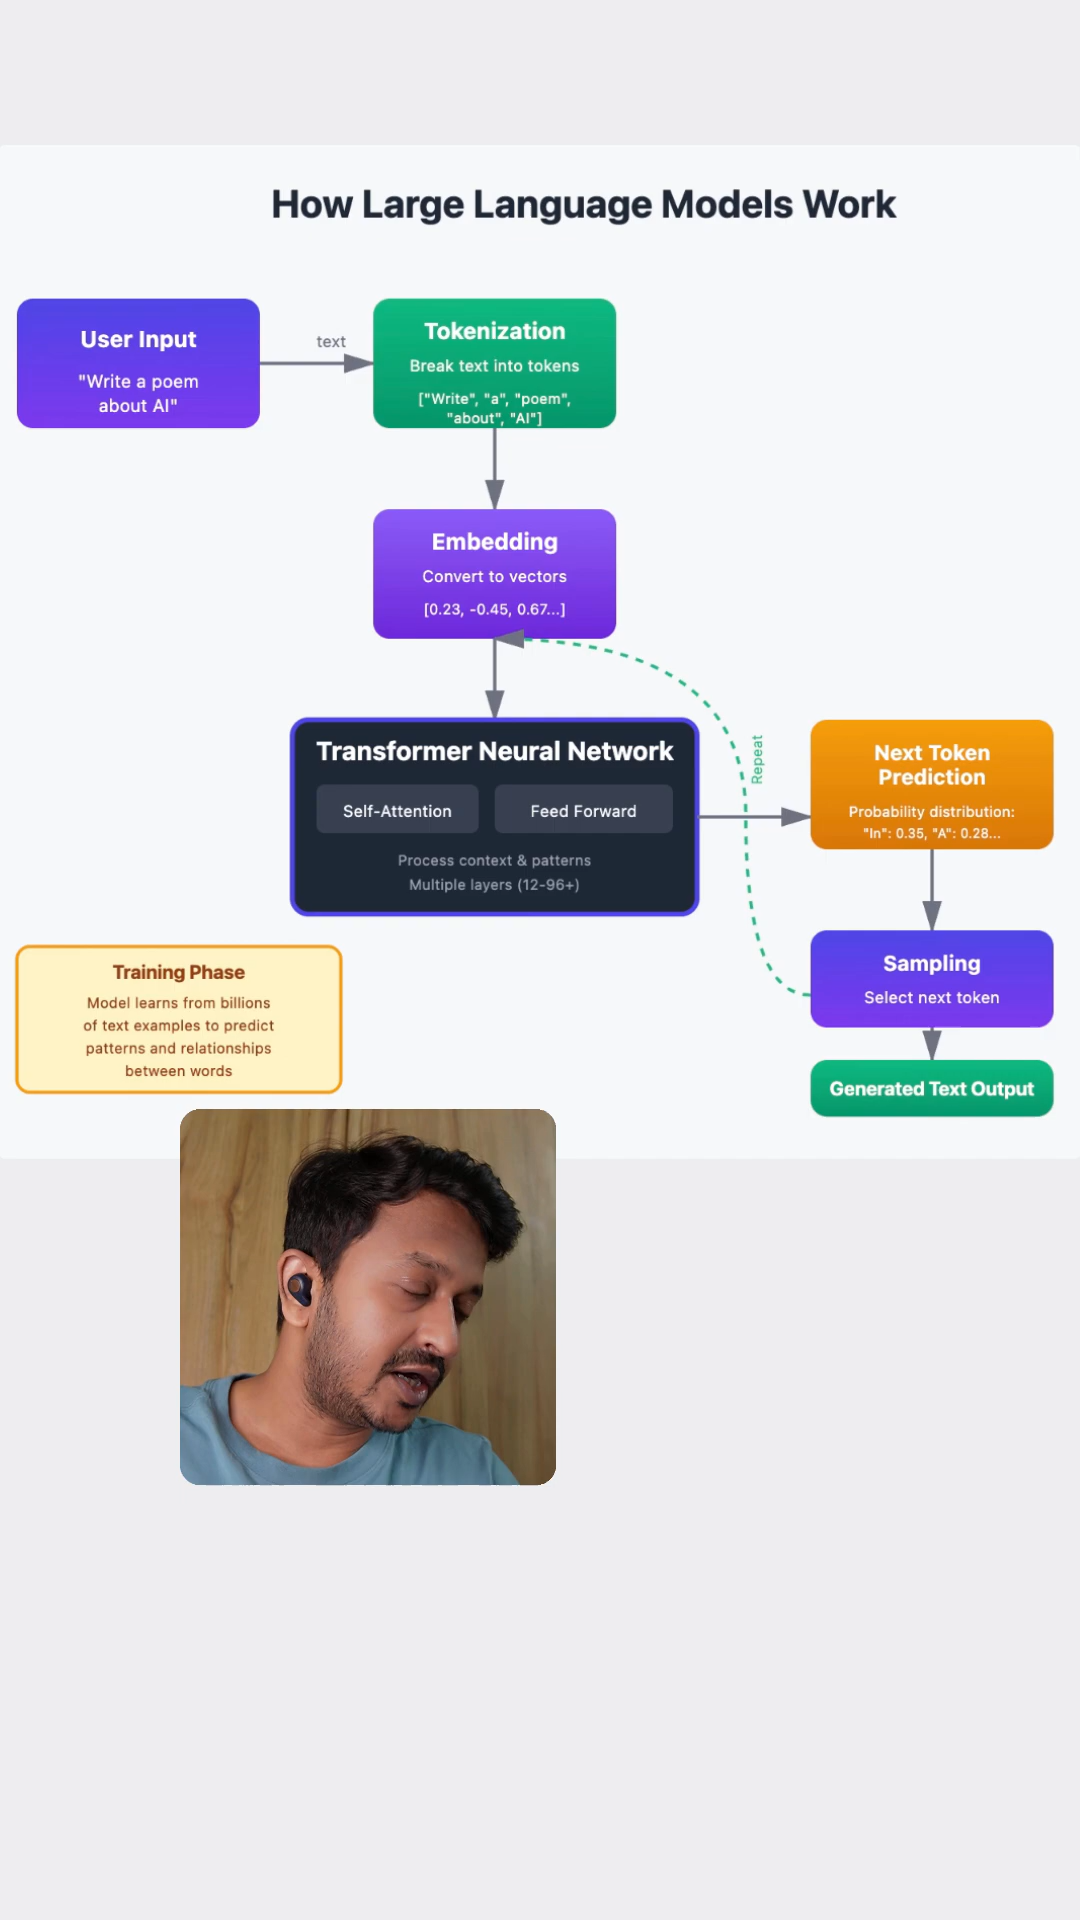 How Large Language Models Work
User Input
"Write a poem
about AI"
text
Tokenization
Break text into tokens
["Write", "a", "poem",
"about", "AI"]
Embedding
Convert to vectors
[0.23, -0.45, 0.67...]
Transformer Neural Network
Self-Attention
Feed Forward
Process context & patterns
Multiple layers (12-96+)
Repeat
Next Token
Prediction
Probability distribution:
"In": 0.35, "A": 0.28...
Sampling
Select next token
Generated Text Output
Training Phase
Model learns from billions
of text examples to predict
patterns and relationships
between words